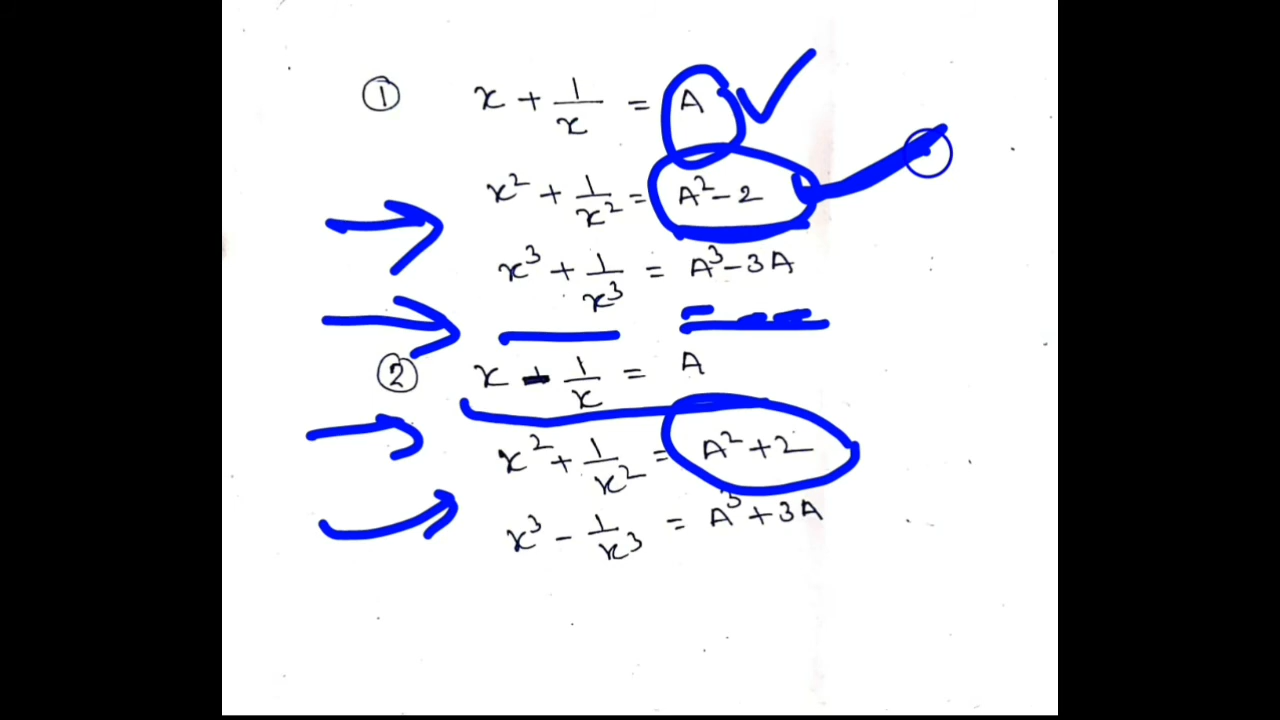 ① x + 1/x = A
x² + 1/x² = A² - 2
x³ + 1/x³ = A³ - 3A
② x - 1/x = A
x² + 1/x² = A² + 2
x³ - 1/x³ = A³ + 3A